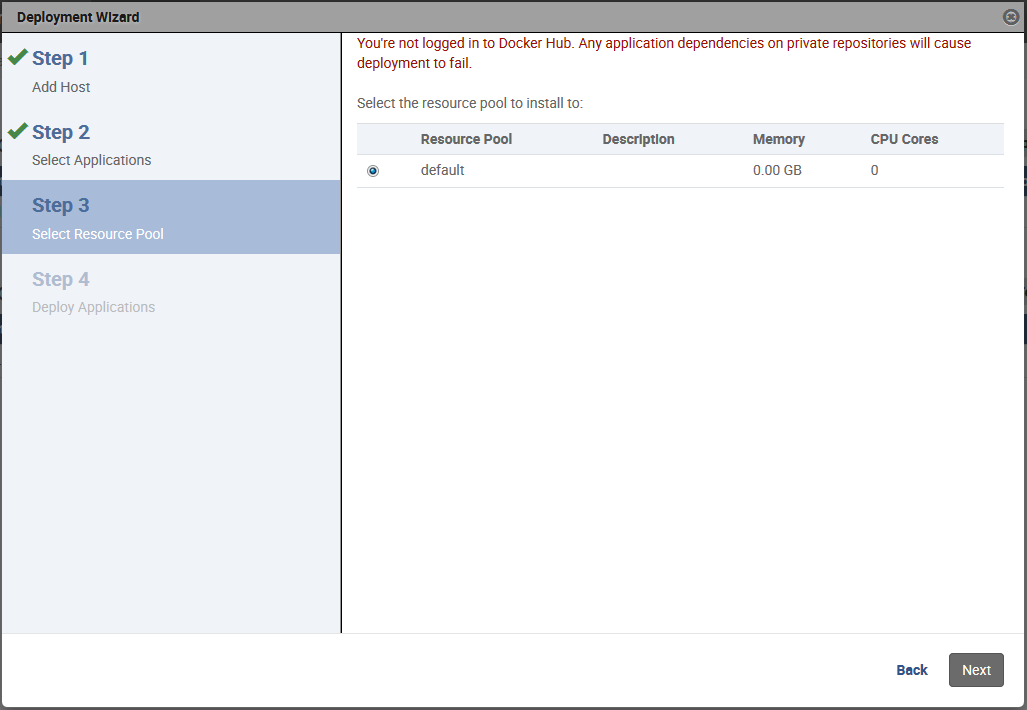 Deployment Wizard
Step 1
Add Host
Step 2
Select Applications
Step 3
Select Resource Pool
Step 4
Deploy Applications
You're not logged in to Docker Hub. Any application dependencies on private repositories will cause
deployment to fail.
Select the resource pool to install to:
Resource Pool Description Memory CPU Cores
default 0.00 GB 0
Back Next